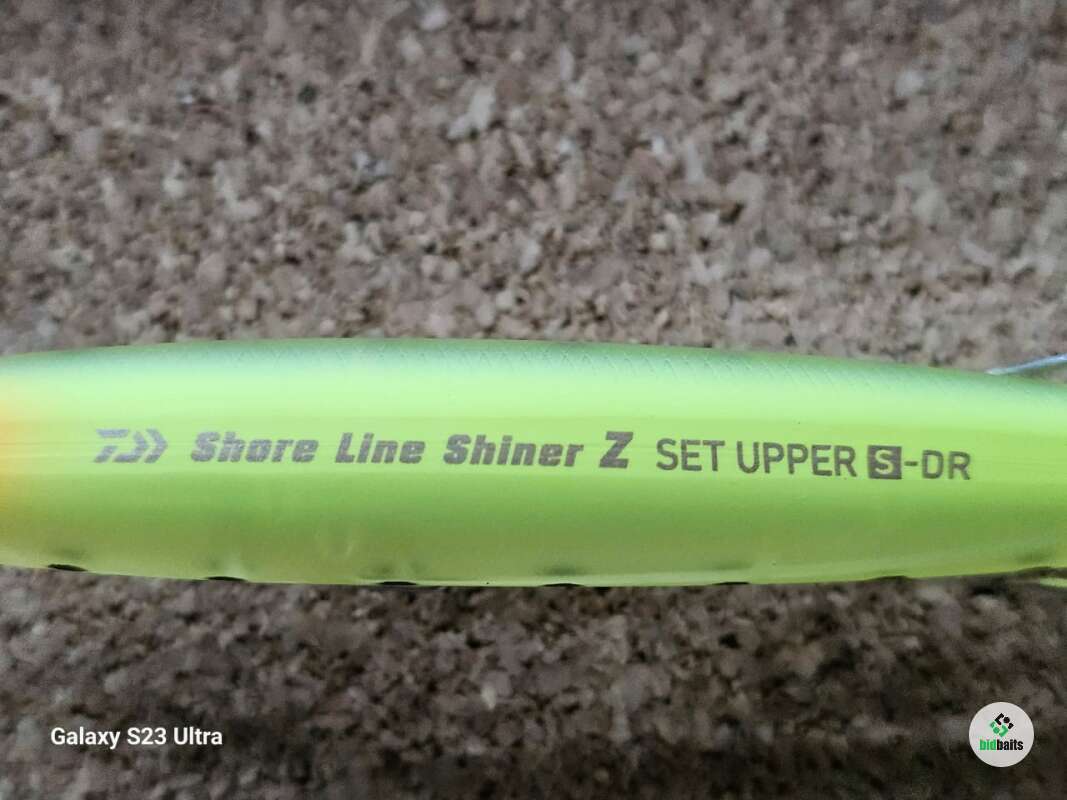 Shore Line Shiner Z SET UPPER S-DR
Galaxy S23 Ultra
bidbaits